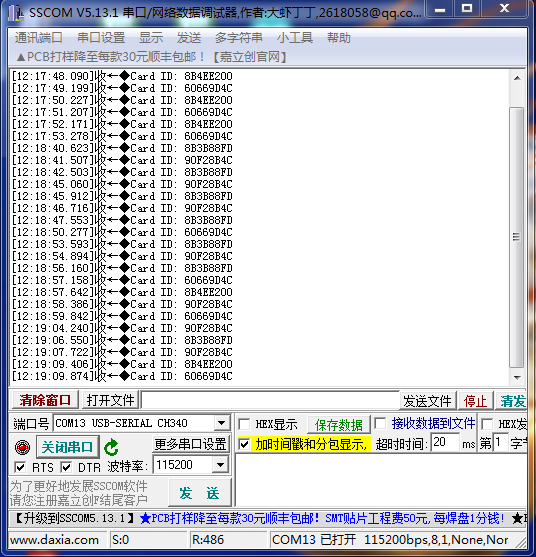 SSCOM V5.13.1 串口/网络数据调试器,作者:大虾丁丁,2618058@qq.co...
通讯端口 串口设置 显示 发送 多字符串 小工具 帮助
▲PCB打样降至每款30元顺丰包邮！【嘉立创官网】
[12:17:48.090]收←◆Card ID: 8B4EE200
[12:17:49.199]收←◆Card ID: 60669D4C
[12:17:50.227]收←◆Card ID: 8B4EE200
[12:17:51.207]收←◆Card ID: 60669D4C
[12:17:52.171]收←◆Card ID: 8B4EE200
[12:17:53.278]收←◆Card ID: 60669D4C
[12:18:40.623]收←◆Card ID: 8B3B88FD
[12:18:41.507]收←◆Card ID: 90F28B4C
[12:18:42.503]收←◆Card ID: 8B3B88FD
[12:18:45.060]收←◆Card ID: 90F28B4C
[12:18:45.912]收←◆Card ID: 8B3B88FD
[12:18:46.716]收←◆Card ID: 90F28B4C
[12:18:47.553]收←◆Card ID: 8B3B88FD
[12:18:50.277]收←◆Card ID: 60669D4C
[12:18:53.593]收←◆Card ID: 8B3B88FD
[12:18:54.894]收←◆Card ID: 90F28B4C
[12:18:56.160]收←◆Card ID: 8B3B88FD
[12:18:57.158]收←◆Card ID: 60669D4C
[12:18:57.642]收←◆Card ID: 8B4EE200
[12:18:58.386]收←◆Card ID: 90F28B4C
[12:18:59.842]收←◆Card ID: 60669D4C
[12:19:04.240]收←◆Card ID: 90F28B4C
[12:19:06.550]收←◆Card ID: 8B3B88FD
[12:19:07.722]收←◆Card ID: 90F28B4C
[12:19:09.406]收←◆Card ID: 8B4EE200
[12:19:09.874]收←◆Card ID: 60669D4C
清除窗口 打开文件 发送文件 停止 清发
端口号 COM13 USB-SERIAL CH340 HEX显示 保存数据 接收数据到文件 HEX发
关闭串口 更多串口设置 加时间戳和分包显示, 超时时间: 20 ms 第 1 字节
RTS DTR 波特率: 115200
为了更好地发展SSCOM软件
请您注册嘉立创F结尾客户
发 送
【升级到SSCOM5.13.1】★PCB打样降至每款30元顺丰包邮！SMT贴片工程费50元,每焊盘1分钱！
www.daxia.com S:0 R:486 COM13 已打开 115200bps,8,1,None,Nor